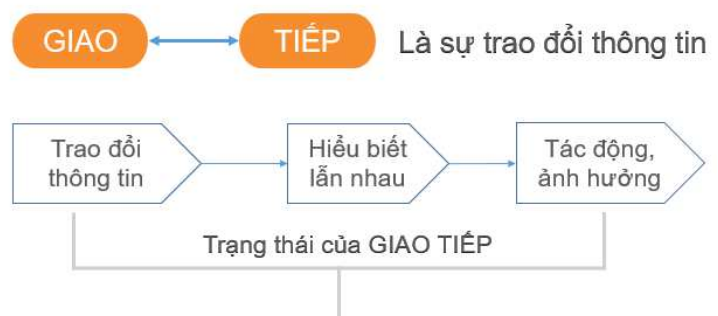 GIAO TIẾP Là sự trao đổi thông tin
Trao đổi
thông tin
Hiểu biết
lẫn nhau
Tác động,
ảnh hưởng
Trạng thái của GIAO TIẾP